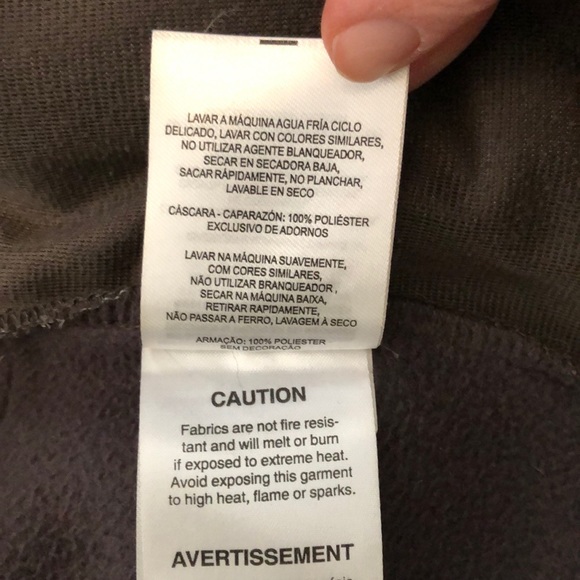 LAVAR A MÁQUINA AGUA FRÍA CICLO
DELICADO, LAVAR CON COLORES SIMILARES,
NO UTILIZAR AGENTE BLANQUEADOR,
SECAR EN SECADORA BAJA,
SACAR RÁPIDAMENTE, NO PLANCHAR,
LAVABLE EN SECO
CÁSCARA - CAPARAZÓN: 100% POLIÉSTER
EXCLUSIVO DE ADORNOS
LAVAR NA MÁQUINA SUAVEMENTE,
COM CORES SIMILARES,
NÃO UTILIZAR BRANQUEADOR ,
SECAR NA MÁQUINA BAIXA,
RETIRAR RAPIDAMENTE,
NÃO PASSAR A FERRO, LAVAGEM À SECO
ARMAÇÃO: 100% POLIESTER
SEM DECORAÇÃO
CAUTION
Fabrics are not fire resis-
tant and will melt or burn
if exposed to extreme heat.
Avoid exposing this garment
to high heat, flame or sparks.
AVERTISSEMENT